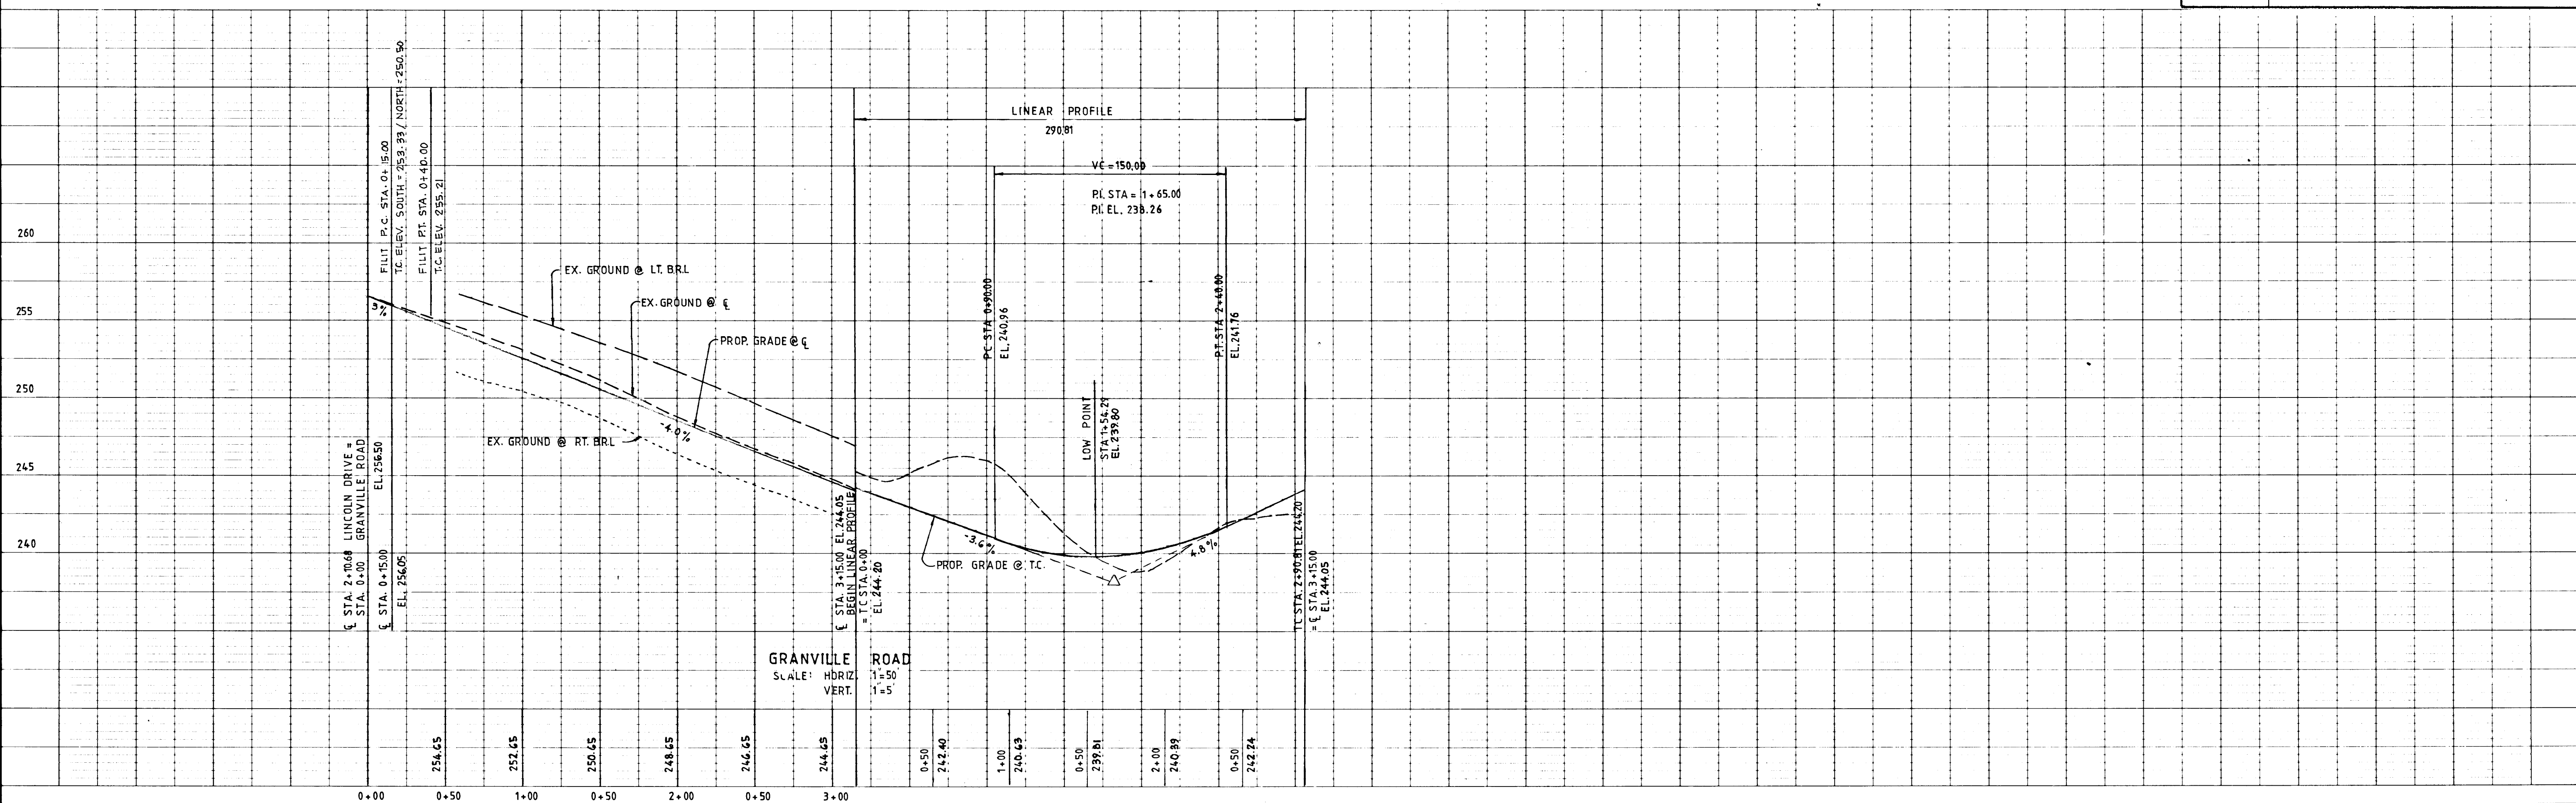 FILIT P.C. STA. 0+15.00
T.C. ELEV. SOUTH = 253.33 / NORTH = 250.50
FILIT P.T. STA. 0+40.00
T.C. ELEV. 255.21
LINEAR PROFILE
290.81
VC = 150.00
P.I. STA = 1+65.00
P.I. EL. 238.26
260
255
250
245
240
3%
EX. GROUND @ LT. B.R.L
EX. GROUND @ ℄
PROP. GRADE @ ℄
-4.0%
EX. GROUND @ RT. B.R.L
PC STA 0+90.00
EL. 240.96
P.T. STA 2+40.00
EL. 241.76
LOW POINT
STA 1+54.29
EL. 239.80
-3.6%
4.8%
PROP. GRADE @ T.C.
℄ STA. 2+10.68 LINCOLN DRIVE =
STA. 0+00 GRANVILLE ROAD
EL. 256.50
℄ STA. 0+15.00
EL. 256.05
℄ STA. 3+15.00 EL. 244.05
BEGIN LINEAR PROFILE
= TC STA. 0+00
EL. 244.20
TC STA. 2+90.81 EL. 244.20
= ℄ STA. 3+15.00
EL. 244.05
GRANVILLE ROAD
SCALE: HORIZ. 1"=50'
VERT. 1"=5'
254.65
252.65
250.65
248.65
246.65
244.65
0+50
242.40
1+00
240.63
0+50
239.81
2+00
240.39
0+50
242.24
0+00 0+50 1+00 0+50 2+00 0+50 3+00